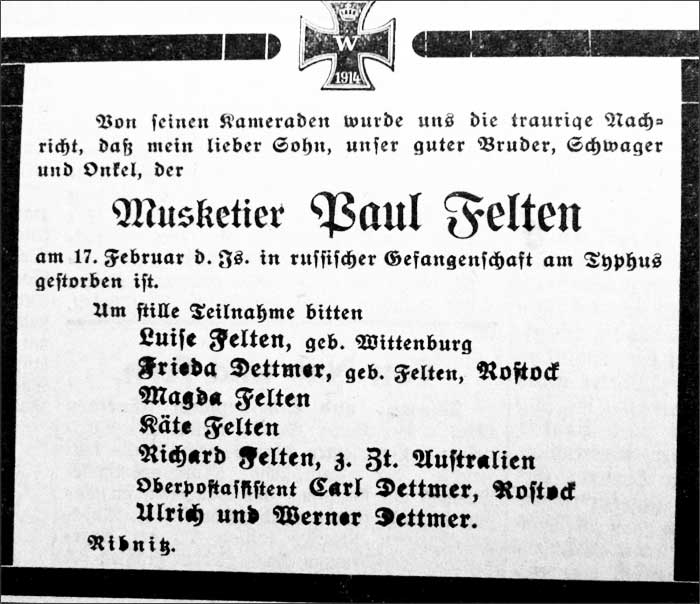 W
1914
Von seinen Kameraden wurde uns die traurige Nach-
richt, daß mein lieber Sohn, unser guter Bruder, Schwager
und Onkel, der
Musketier Paul Felten
am 17. Februar d. Js. in russischer Gefangenschaft am Typhus
gestorben ist.
Um stille Teilnahme bitten
Luise Felten, geb. Wittenburg
Frieda Dettmer, geb. Felten, Rostock
Magda Felten
Käte Felten
Richard Felten, z. Zt. Australien
Oberpostassistent Carl Dettmer, Rostock
Ulrich und Werner Dettmer.
Ribnitz.